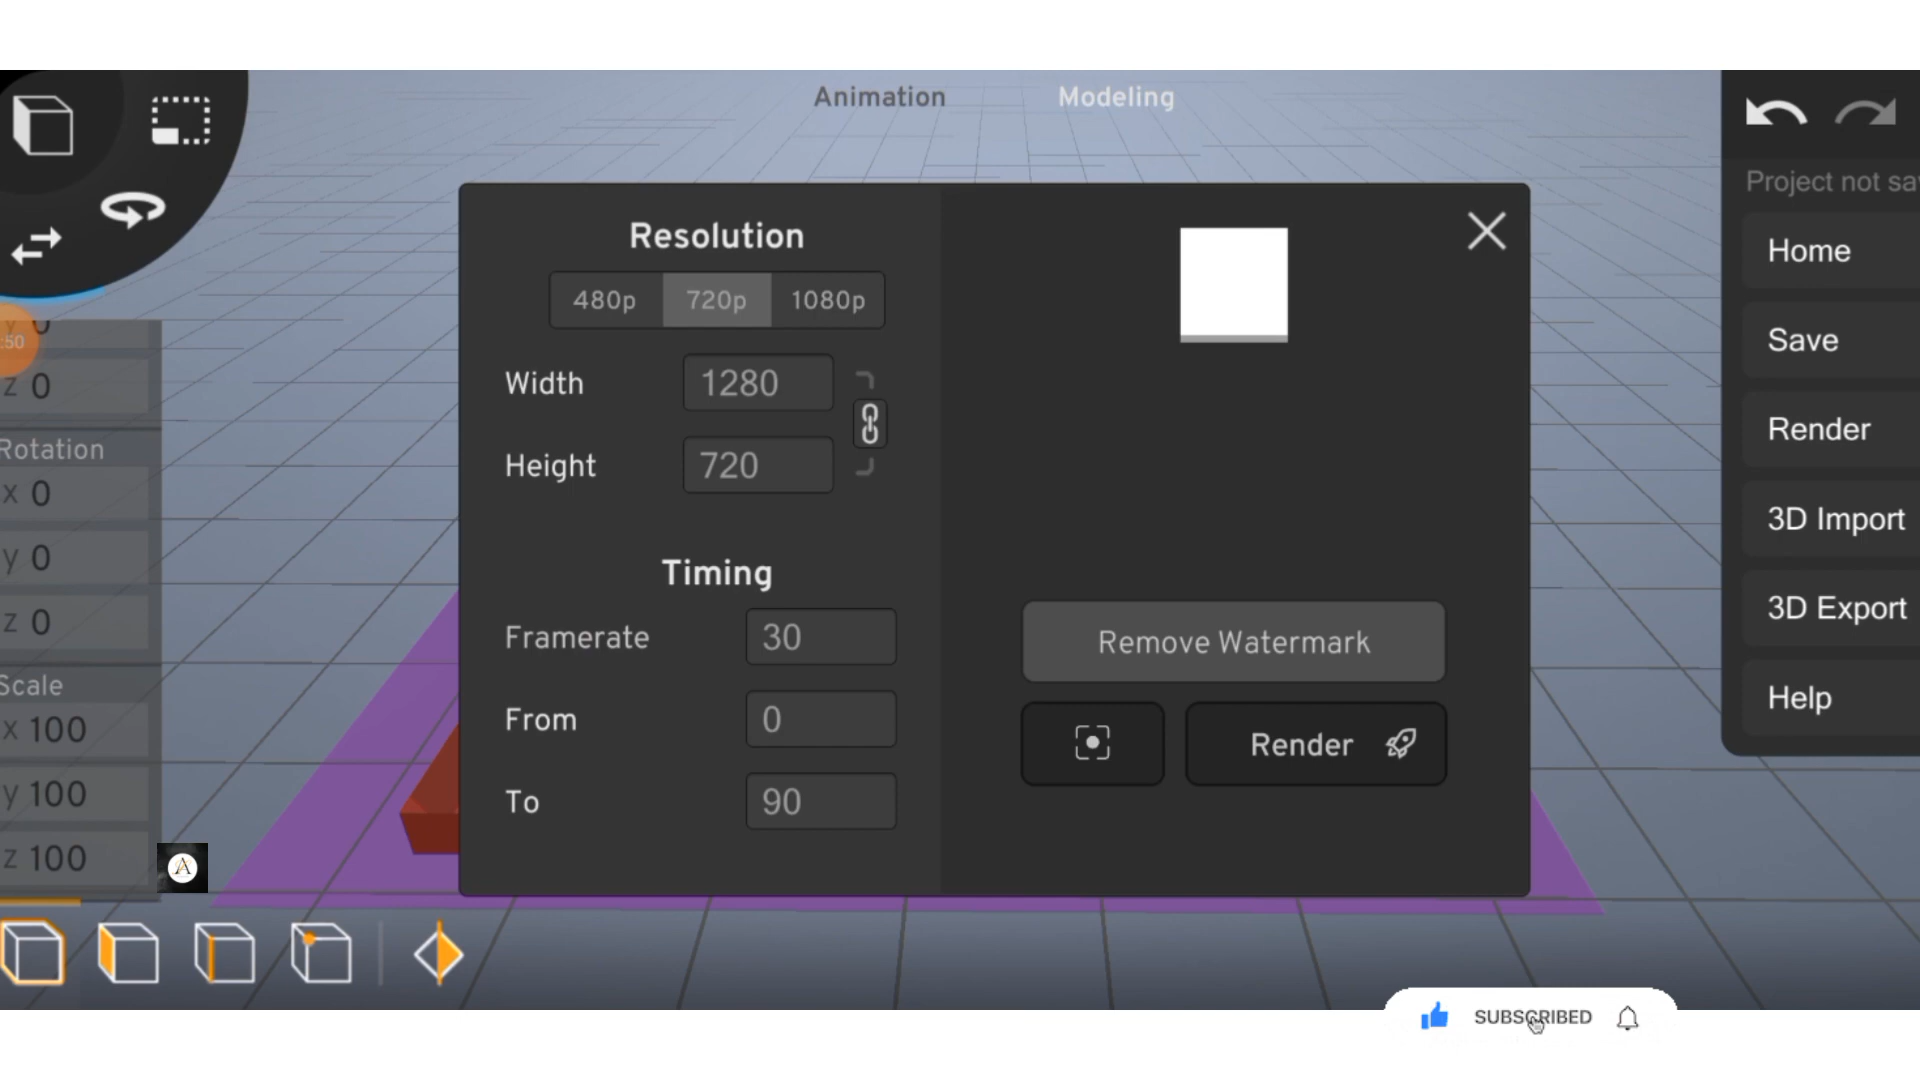 Animation Modeling
Project not sa
Resolution
480p 720p 1080p
Width 1280
Height 720
Timing
Framerate 30
From 0
To 90
Remove Watermark
Render
Home
Save
Render
3D Import
3D Export
Help
:50
y 0
z 0
Rotation
x 0
y 0
z 0
Scale
x 100
y 100
z 100
A
SUBSCRIBED